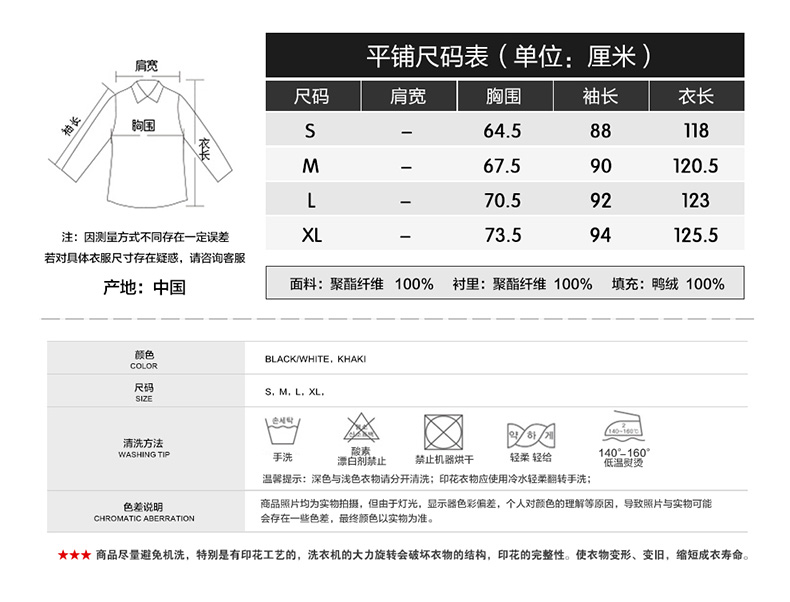 肩宽
胸围
袖长
衣长
注：因测量方式不同存在一定误差
若对具体衣服尺寸存在疑惑，请咨询客服
产地：中国
平铺尺码表（单位：厘米）
尺码 肩宽 胸围 袖长 衣长
S – 64.5 88 118
M – 67.5 90 120.5
L – 70.5 92 123
XL – 73.5 94 125.5
面料：聚酯纤维 100% 衬里：聚酯纤维 100% 填充：鸭绒 100%
颜色
COLOR
BLACK/WHITE, KHAKI
尺码
SIZE
S, M, L, XL,
清洗方法
WASHING TIP
손세탁
手洗
酸素
漂白剂禁止
禁止机器烘干
약하게
轻柔 轻给
2
140~160℃
140°-160°
低温熨烫
温馨提示：深色与浅色衣物请分开清洗；印花衣物应使用冷水轻柔翻转手洗；
色差说明
CHROMATIC ABERRATION
商品照片均为实物拍摄，但由于灯光，显示器色彩偏差，个人对颜色的理解等原因，导致照片与实物可能
会存在一些色差，最终颜色以实物为准。
★★★ 商品尽量避免机洗，特别是有印花工艺的，洗衣机的大力旋转会破坏衣物的结构，印花的完整性。使衣物变形、变旧，缩短成衣寿命。